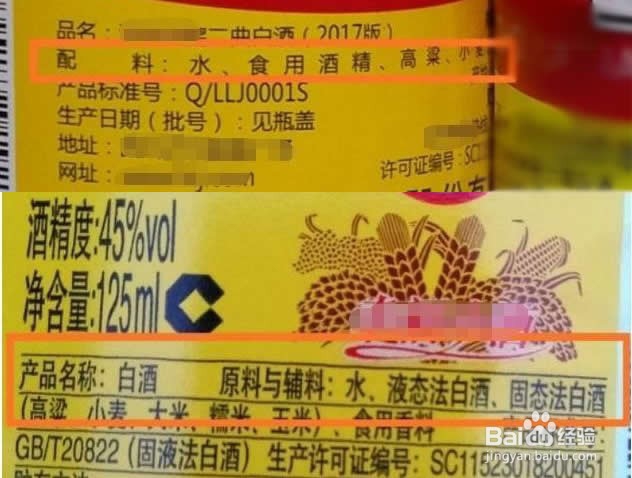 品名：二曲白酒（2017版）
配 料：水、食用酒精、高粱、小麦
产品标准号：Q/LLJ0001S
生产日期（批号）：见瓶盖
地址：
许可证编号：SC1
网址：
酒精度:45%vol
净含量:125ml
产品名称：白酒 原料与辅料：水、液态法白酒、固态法白酒
（高粱、小麦、大米、糯米、玉米）、食用香料
GB/T20822（固液法白酒）生产许可证编号：SC11523018200451
Baidu经验
jingyan.baidu.com